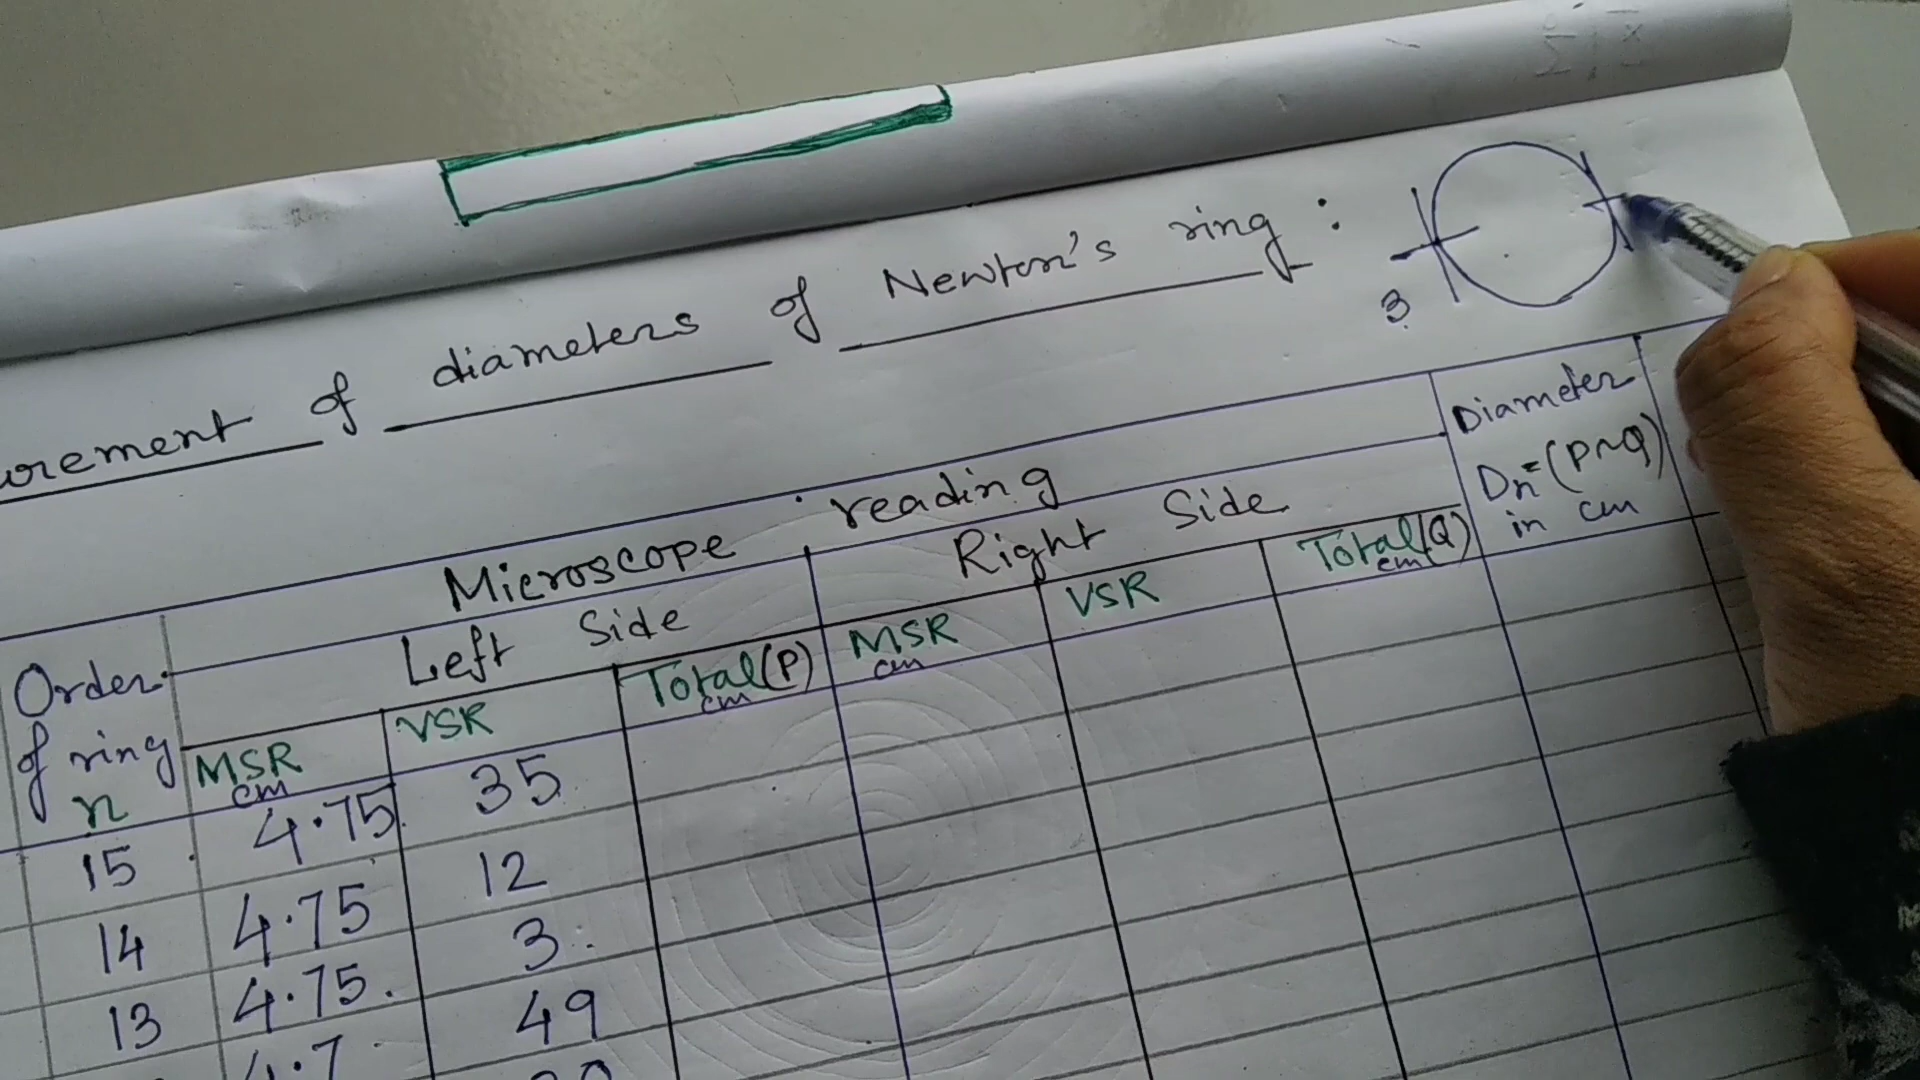 urement of diameters of Newton's ring :
3
Microscope reading
Diameter
Dn = (P~Q)
in cm
Order
of ring
n
Left Side
Right Side
MSR
cm
VSR
Total (P)
cm
MSR
cm
VSR
Total (Q)
cm
15 4.75 35
14 4.75 12
13 4.75. 3.
4.7 49